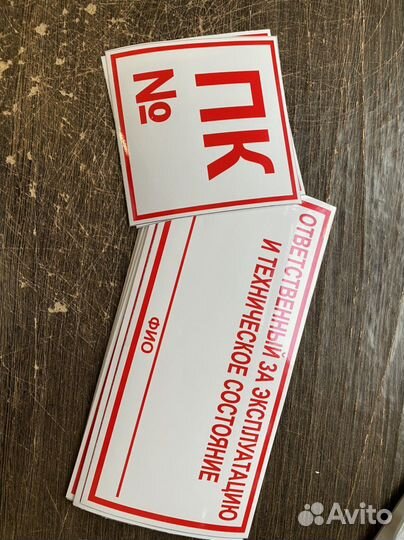 ПК
№
ОТВЕТСТВЕННЫЙ ЗА ЭКСПЛУАТАЦИЮ
И ТЕХНИЧЕСКОЕ СОСТОЯНИЕ
ФИО
Avito